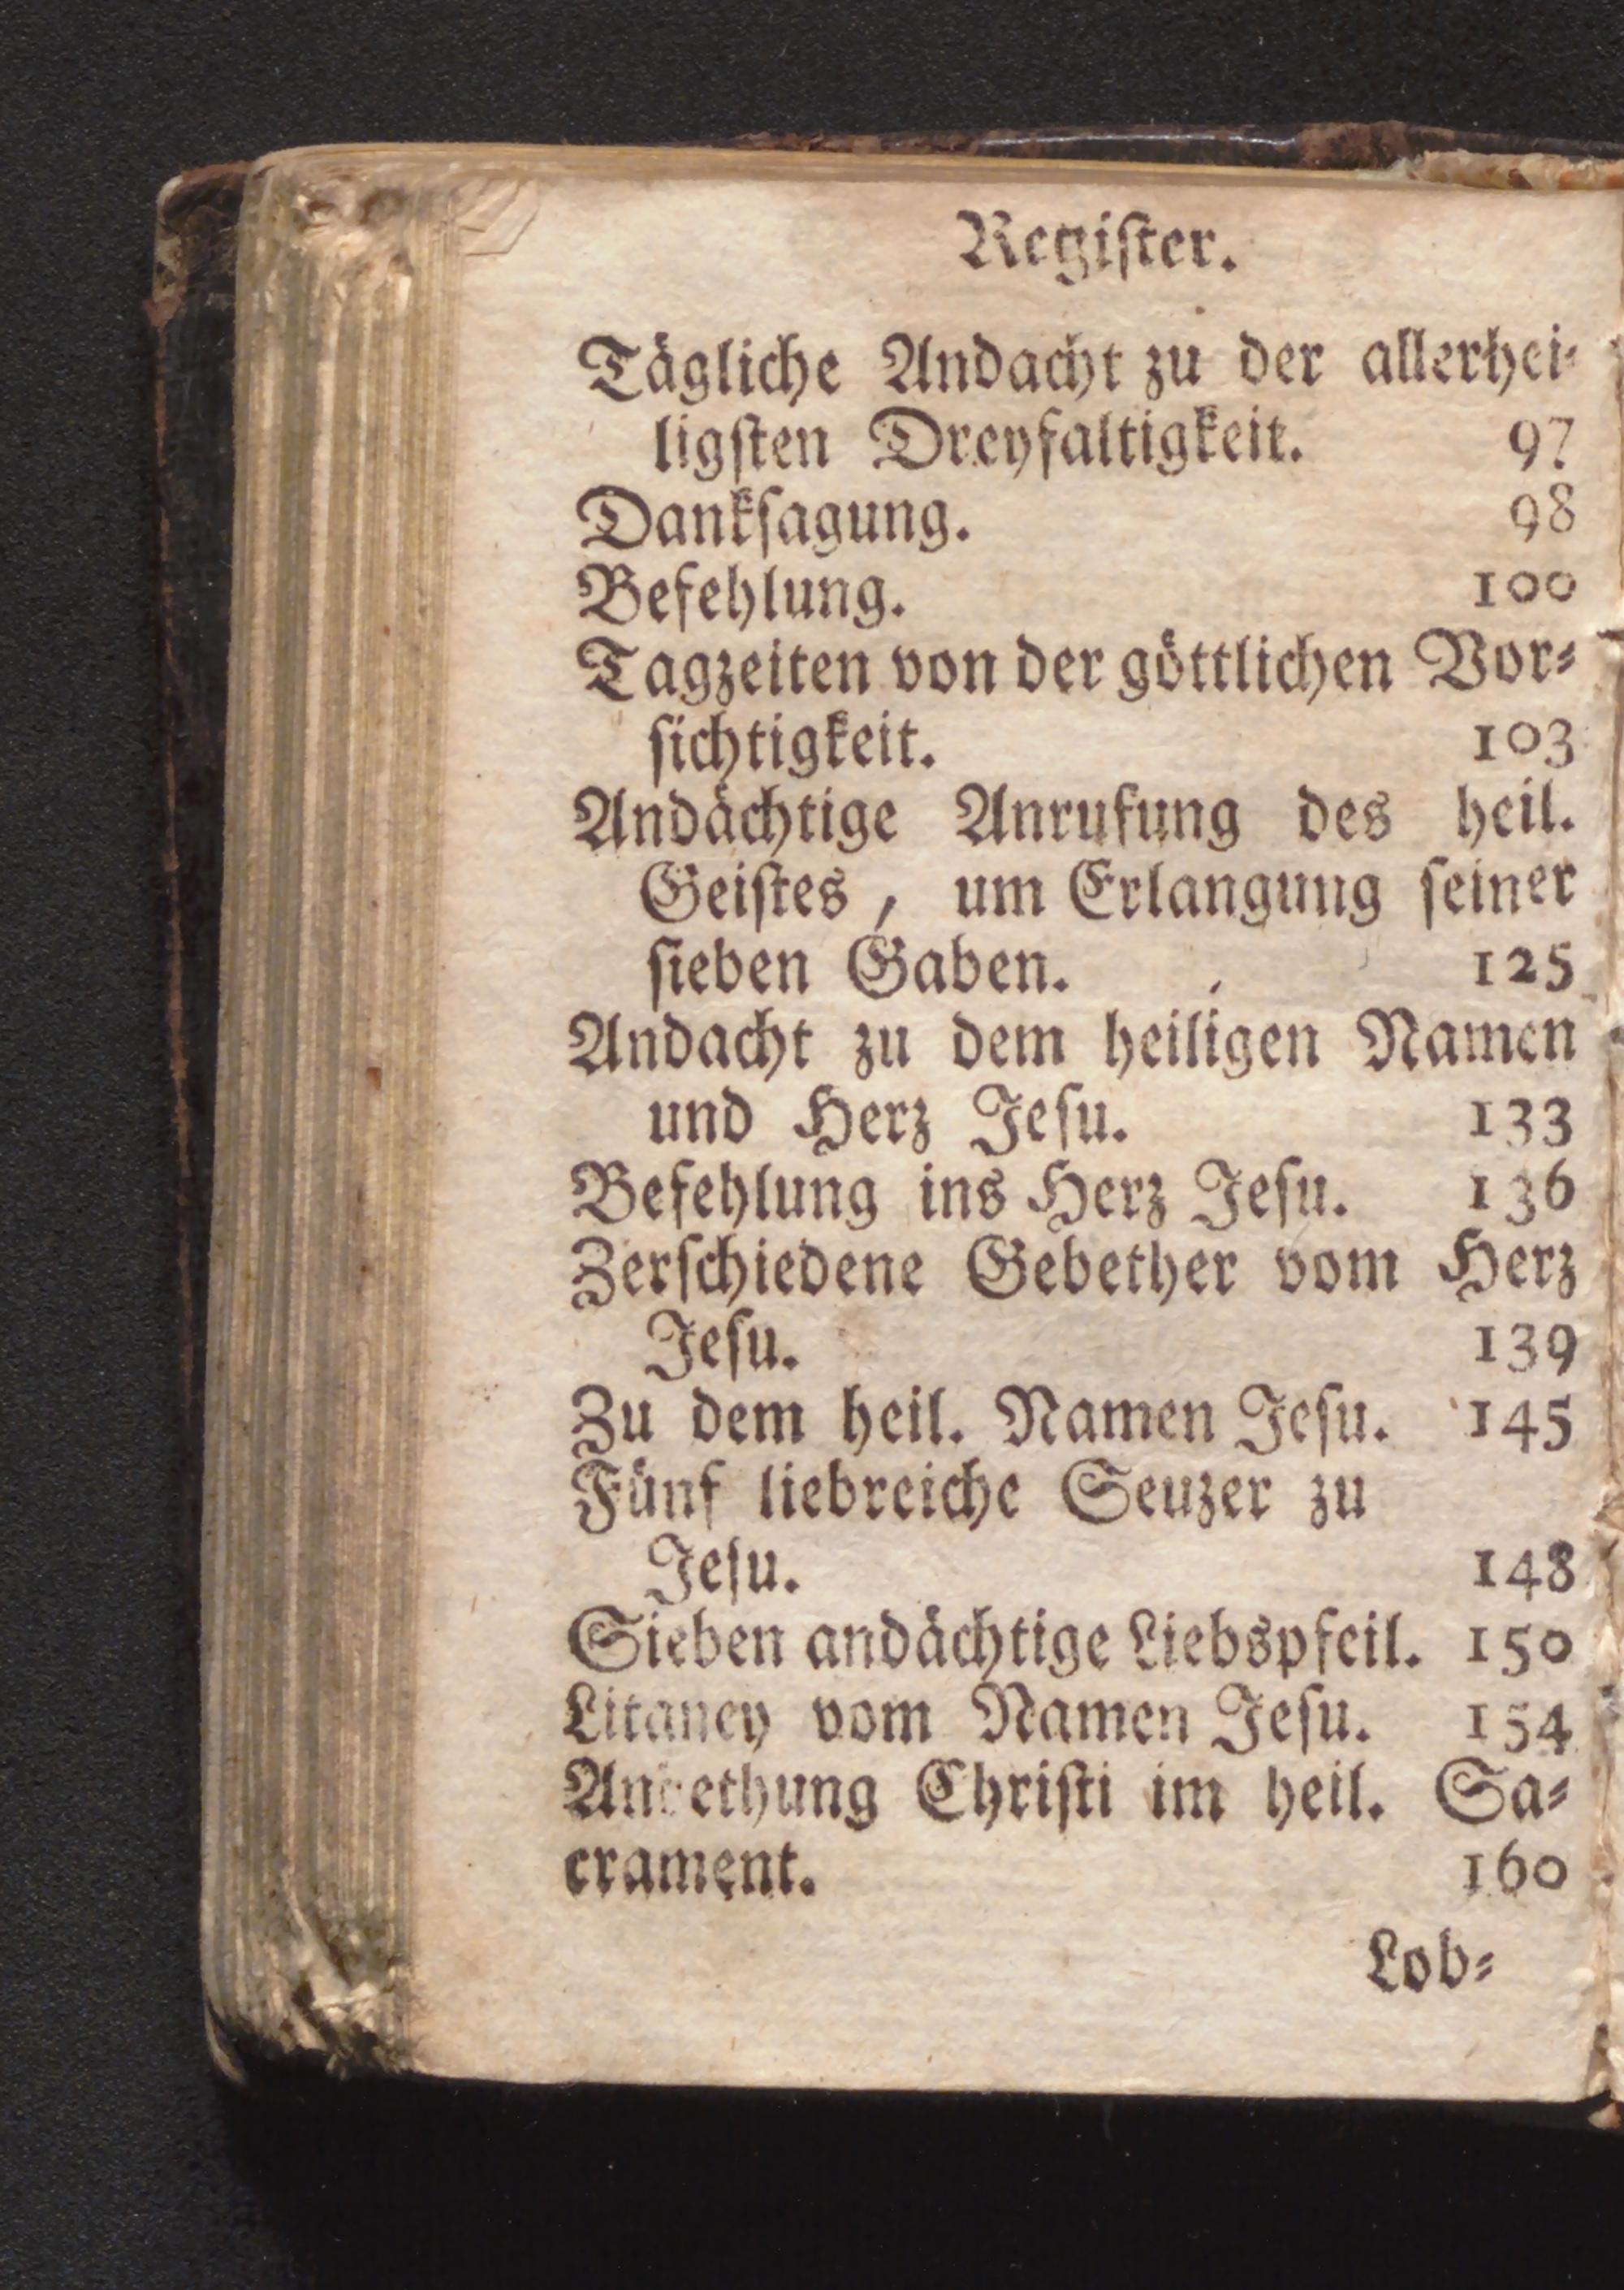 Register.
Tägliche Andacht zu der allerhei⸗
ligſten Dreyfaltigkeit. 97
Dankſagung. 98
Befehlung. 100
Tagzeiten von der göttlichen Vor⸗
ſichtigkeit. 103
Andächtige Anrufung des heil.
Geiſtes, um Erlangung ſeiner
ſieben Gaben. 125
Andacht zu dem heiligen Namen
und Herz Jeſu. 133
Befehlung ins Herz Jeſu. 136
Zerſchiedene Gebether vom Herz
Jeſu. 139
Zu dem heil. Namen Jeſu. 145
Fünf liebreiche Seuzer zu
Jeſu. 148
Sieben andächtige Liebspfeil. 150
Litaney vom Namen Jeſu. 154
Anbethung Chriſti im heil. Sa⸗
crament. 160
Lob⸗